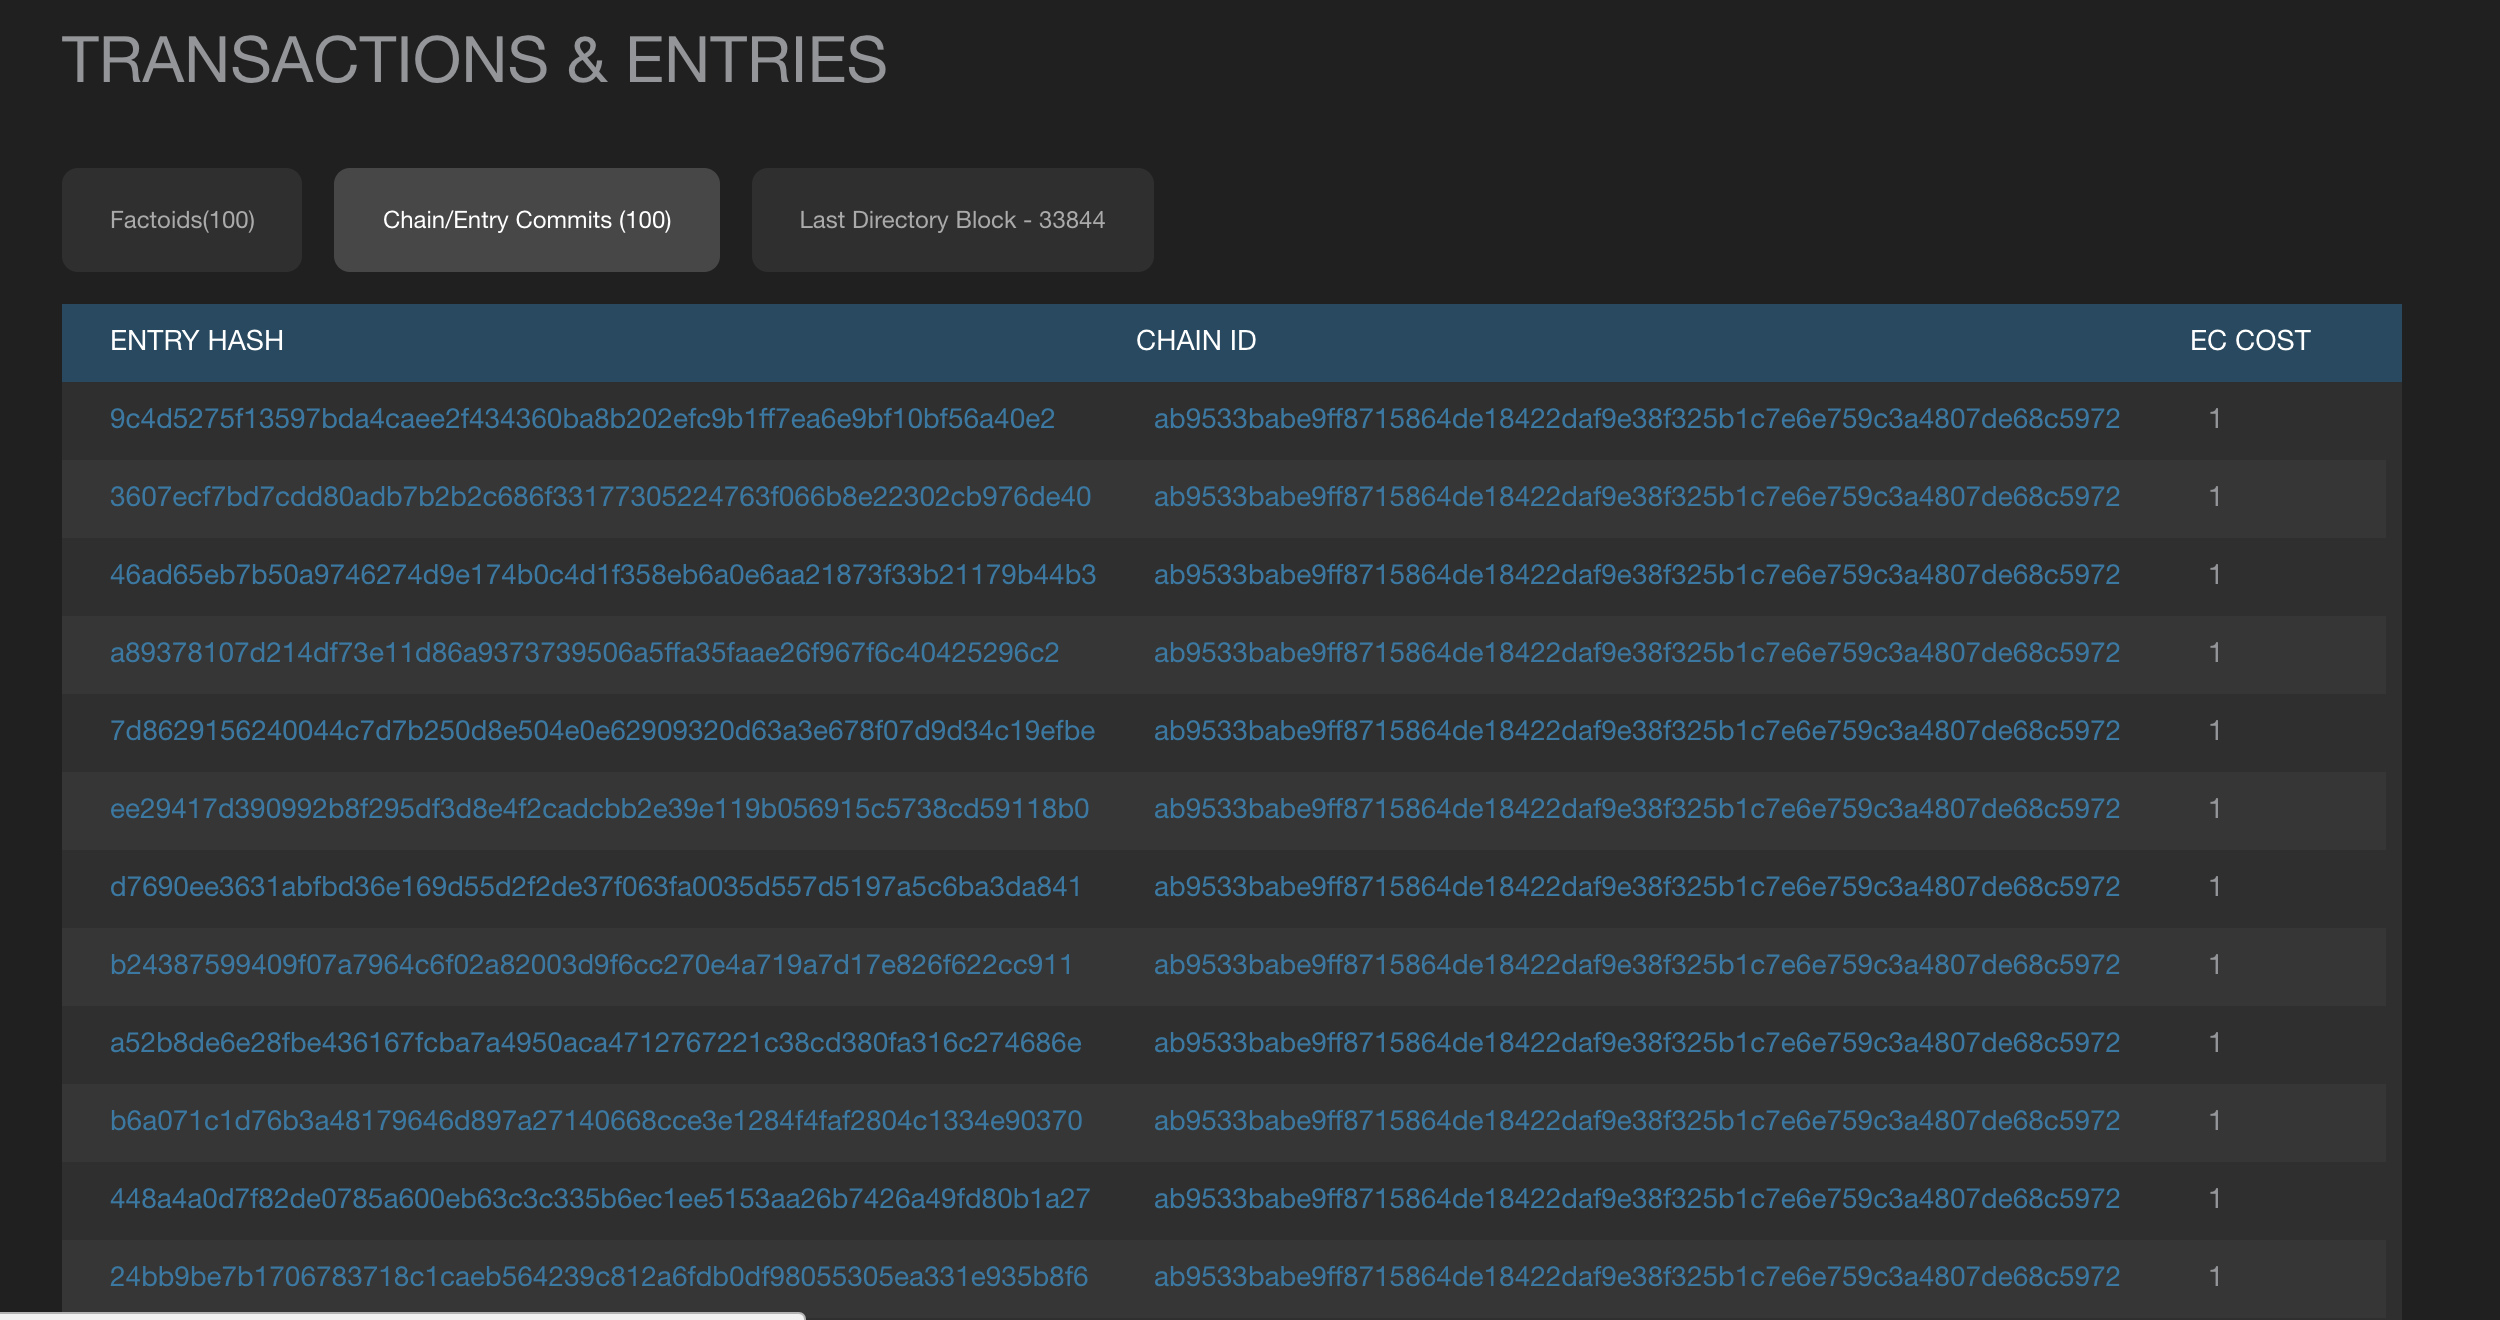 TRANSACTIONS & ENTRIES
Factoids(100) Chain/Entry Commits (100) Last Directory Block - 33844
ENTRY HASH CHAIN ID EC COST
9c4d5275f13597bda4caee2f434360ba8b202efc9b1ff7ea6e9bf10bf56a40e2 ab9533babe9ff8715864de18422daf9e38f325b1c7e6e759c3a4807de68c5972 1
3607ecf7bd7cdd80adb7b2b2c686f33177305224763f066b8e22302cb976de40 ab9533babe9ff8715864de18422daf9e38f325b1c7e6e759c3a4807de68c5972 1
46ad65eb7b50a9746274d9e174b0c4d1f358eb6a0e6aa21873f33b21179b44b3 ab9533babe9ff8715864de18422daf9e38f325b1c7e6e759c3a4807de68c5972 1
a89378107d214df73e11d86a9373739506a5ffa35faae26f967f6c40425296c2 ab9533babe9ff8715864de18422daf9e38f325b1c7e6e759c3a4807de68c5972 1
7d8629156240044c7d7b250d8e504e0e62909320d63a3e678f07d9d34c19efbe ab9533babe9ff8715864de18422daf9e38f325b1c7e6e759c3a4807de68c5972 1
ee29417d390992b8f295df3d8e4f2cadcbb2e39e119b056915c5738cd59118b0 ab9533babe9ff8715864de18422daf9e38f325b1c7e6e759c3a4807de68c5972 1
d7690ee3631abfbd36e169d55d2f2de37f063fa0035d557d5197a5c6ba3da841 ab9533babe9ff8715864de18422daf9e38f325b1c7e6e759c3a4807de68c5972 1
b24387599409f07a7964c6f02a82003d9f6cc270e4a719a7d17e826f622cc911 ab9533babe9ff8715864de18422daf9e38f325b1c7e6e759c3a4807de68c5972 1
a52b8de6e28fbe436167fcba7a4950aca4712767221c38cd380fa316c274686e ab9533babe9ff8715864de18422daf9e38f325b1c7e6e759c3a4807de68c5972 1
b6a071c1d76b3a48179646d897a27140668cce3e1284f4faf2804c1334e90370 ab9533babe9ff8715864de18422daf9e38f325b1c7e6e759c3a4807de68c5972 1
448a4a0d7f82de0785a600eb63c3c335b6ec1ee5153aa26b7426a49fd80b1a27 ab9533babe9ff8715864de18422daf9e38f325b1c7e6e759c3a4807de68c5972 1
24bb9be7b1706783718c1caeb564239c812a6fdb0df98055305ea331e935b8f6 ab9533babe9ff8715864de18422daf9e38f325b1c7e6e759c3a4807de68c5972 1